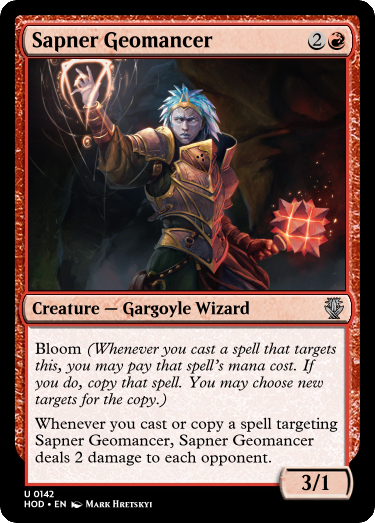 Sapner Geomancer 2
Creature — Gargoyle Wizard
Bloom (Whenever you cast a spell that targets
this, you may pay that spell's mana cost. If
you do, copy that spell. You may choose new
targets for the copy.)
Whenever you cast or copy a spell targeting
Sapner Geomancer, Sapner Geomancer
deals 2 damage to each opponent.
3/1
U 0142
HOD • EN Mark Hretskyi